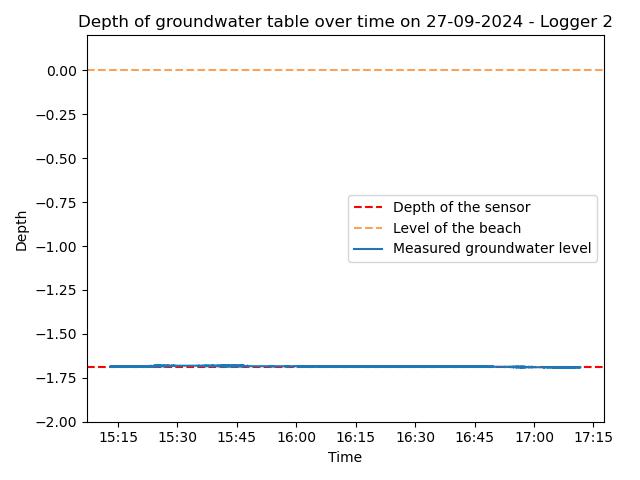 Depth of groundwater table over time on 27-09-2024 - Logger 2
0.00
−0.25
−0.50
−0.75
−1.00
−1.25
−1.50
−1.75
−2.00
Depth
Depth of the sensor
Level of the beach
Measured groundwater level
15:15 15:30 15:45 16:00 16:15 16:30 16:45 17:00 17:15
Time